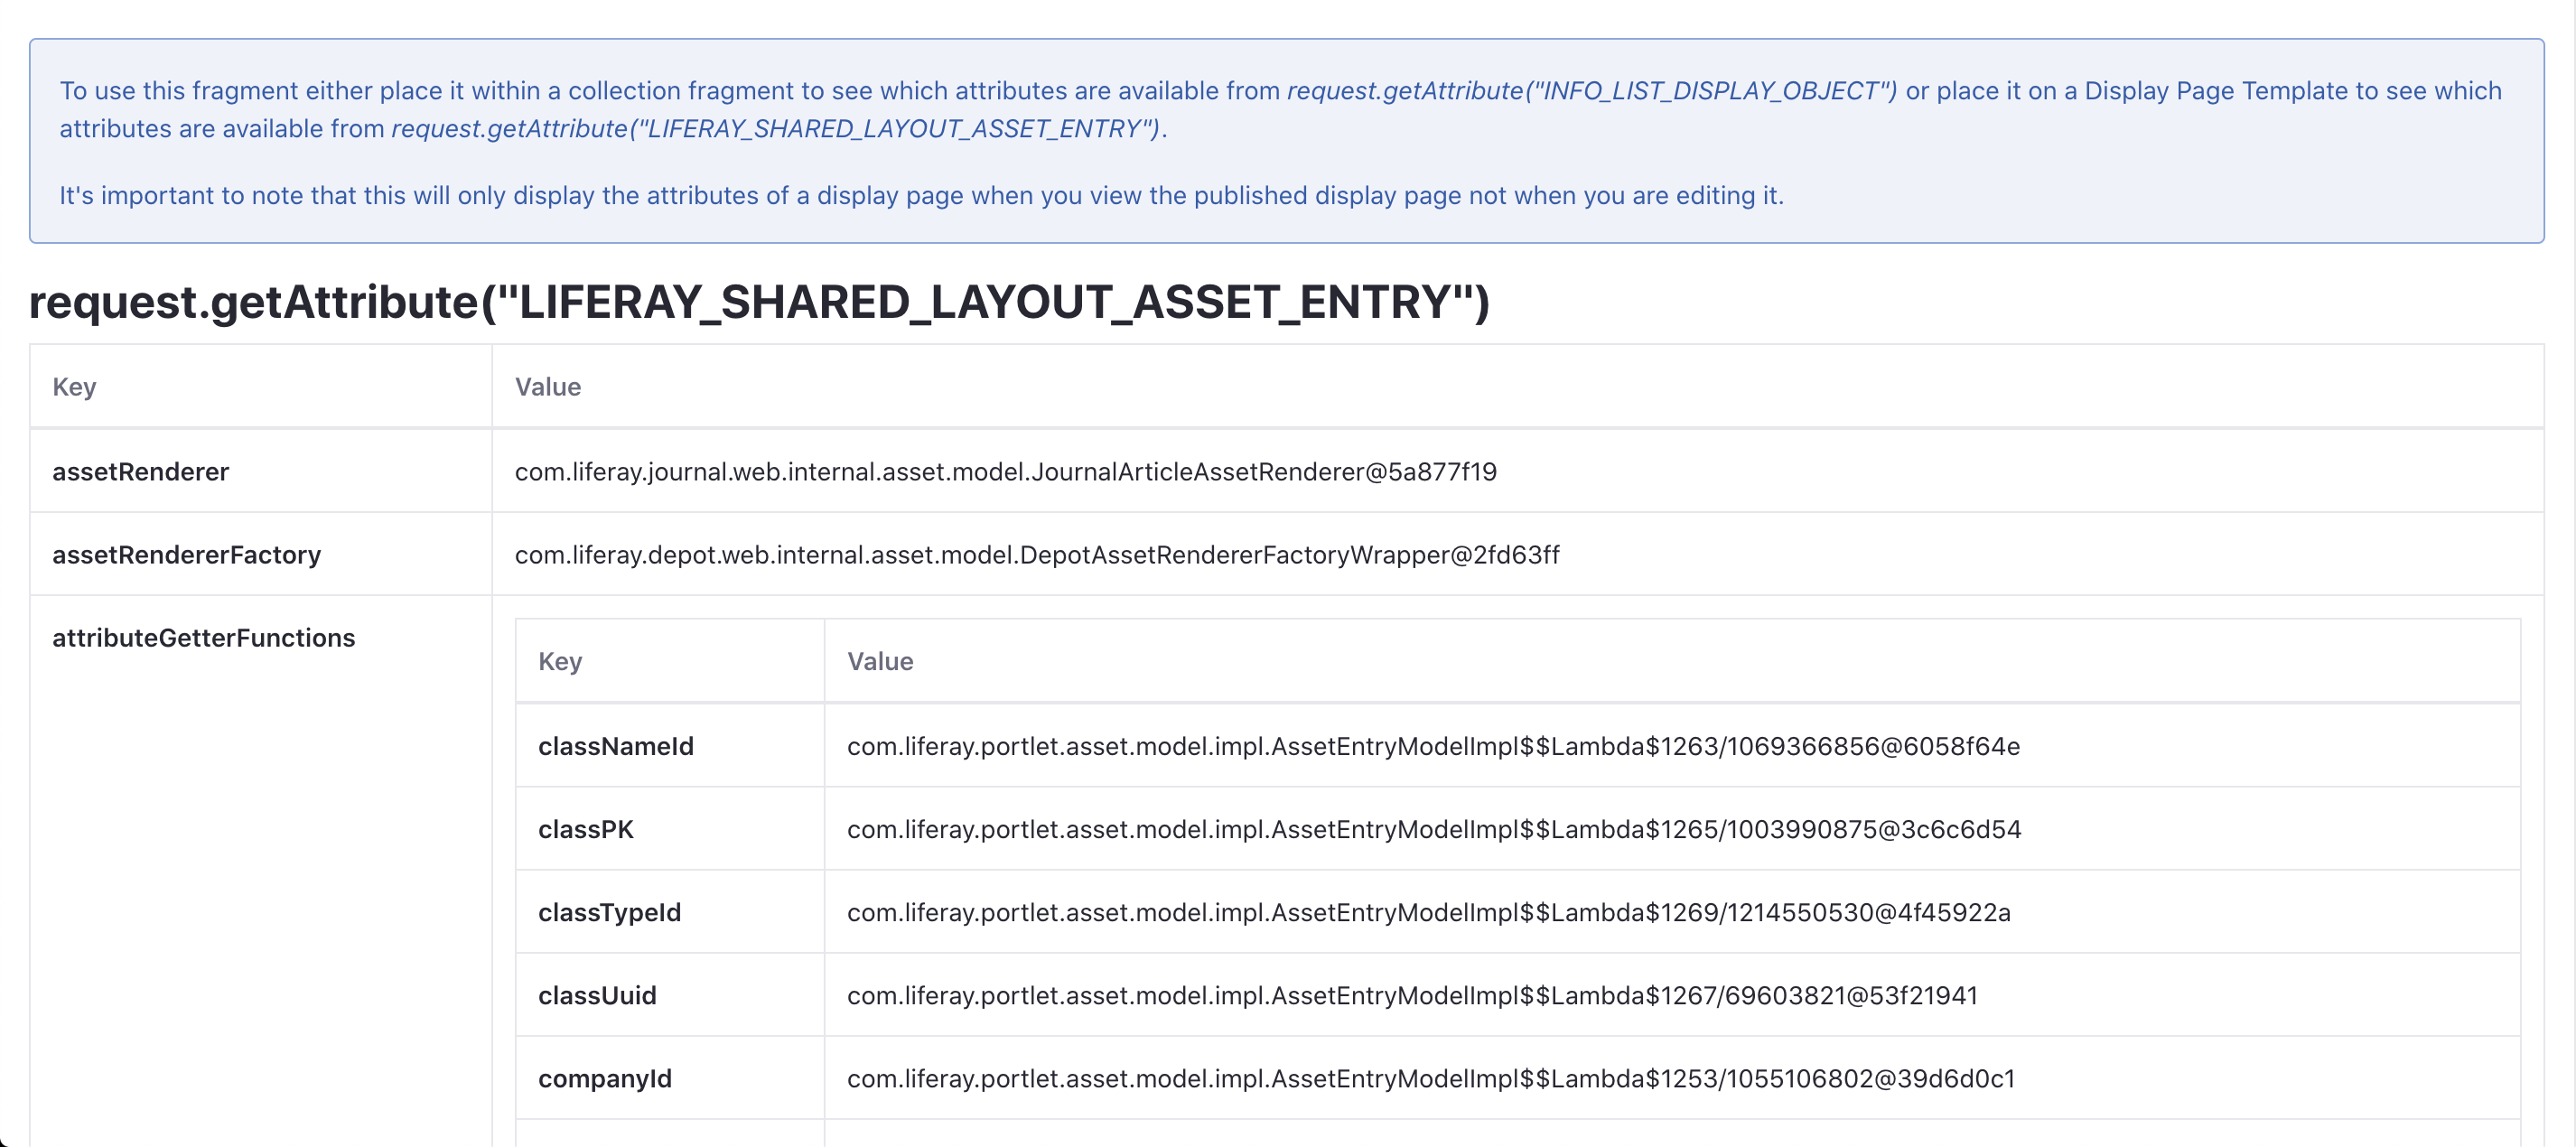 To use this fragment either place it within a collection fragment to see which attributes are available from request.getAttribute("INFO_LIST_DISPLAY_OBJECT") or place it on a Display Page Template to see which
attributes are available from request.getAttribute("LIFERAY_SHARED_LAYOUT_ASSET_ENTRY").
It's important to note that this will only display the attributes of a display page when you view the published display page not when you are editing it.
request.getAttribute("LIFERAY_SHARED_LAYOUT_ASSET_ENTRY")
Key Value
assetRenderer com.liferay.journal.web.internal.asset.model.JournalArticleAssetRenderer@5a877f19
assetRendererFactory com.liferay.depot.web.internal.asset.model.DepotAssetRendererFactoryWrapper@2fd63ff
attributeGetterFunctions
Key Value
classNameId com.liferay.portlet.asset.model.impl.AssetEntryModelImpl$$Lambda$1263/1069366856@6058f64e
classPK com.liferay.portlet.asset.model.impl.AssetEntryModelImpl$$Lambda$1265/1003990875@3c6c6d54
classTypeId com.liferay.portlet.asset.model.impl.AssetEntryModelImpl$$Lambda$1269/1214550530@4f45922a
classUuid com.liferay.portlet.asset.model.impl.AssetEntryModelImpl$$Lambda$1267/69603821@53f21941
companyId com.liferay.portlet.asset.model.impl.AssetEntryModelImpl$$Lambda$1253/1055106802@39d6d0c1